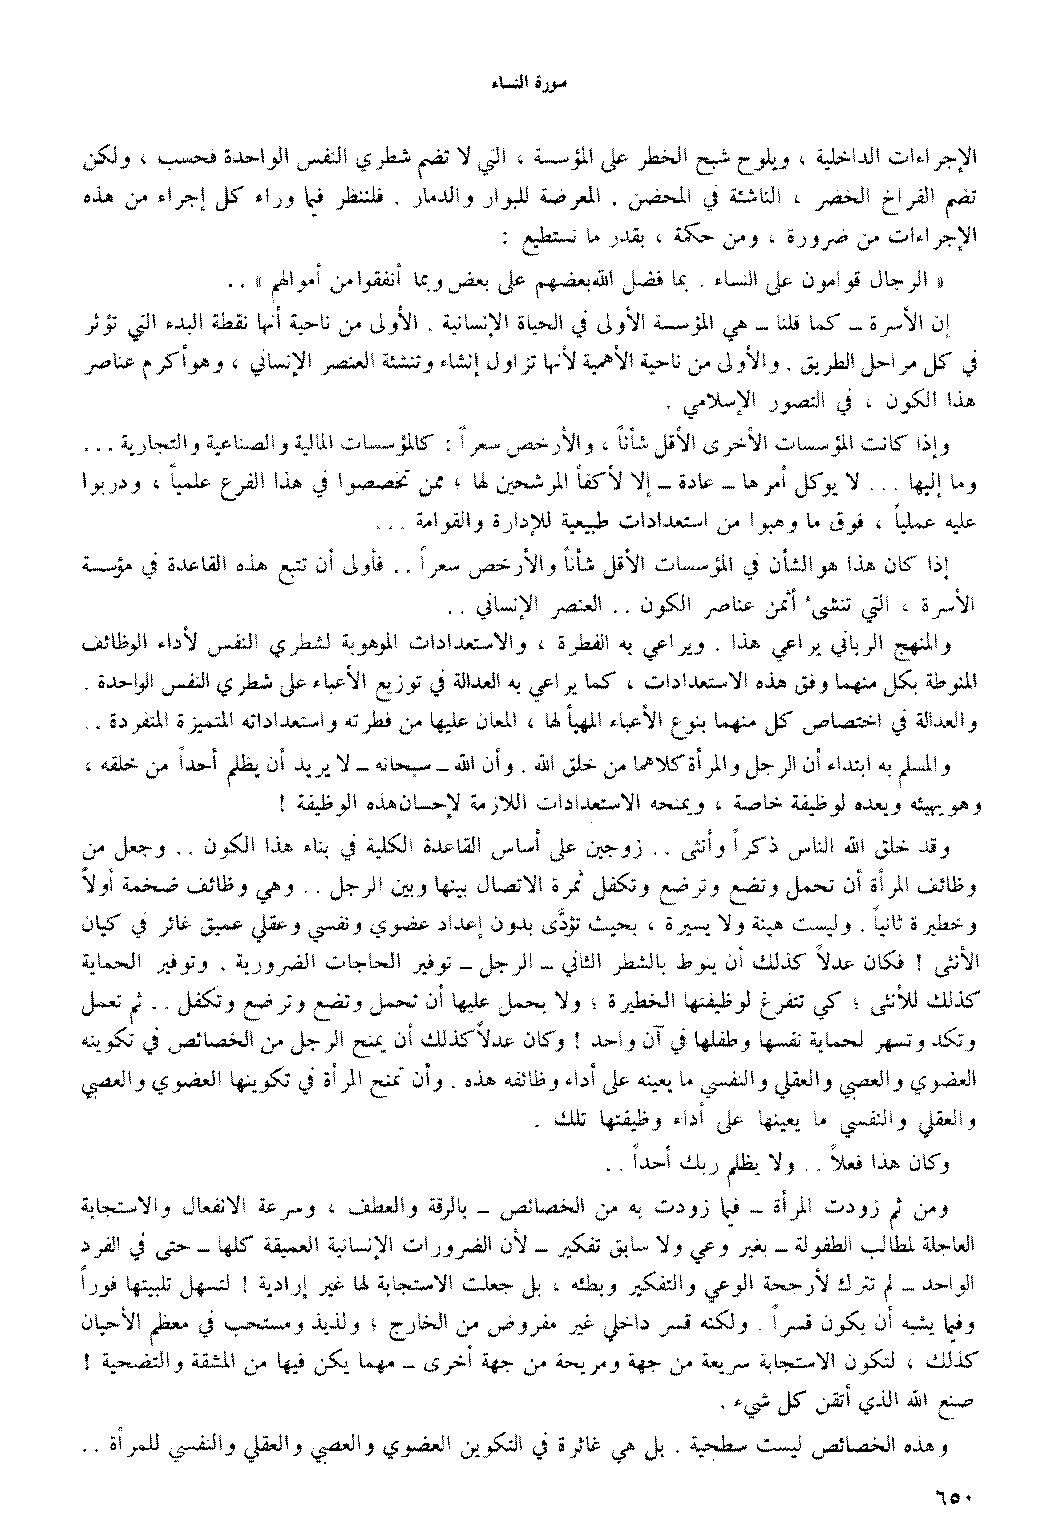 سورة النساء
الإجراءات الداخلية ، ويلوح شبح الخطر على المؤسسة ، التي لا تضم شطري النفس الواحدة فحسب ، ولكن
تضم الفراخ الخضر ، الناشئة في المحضن . المعرضة للبوار والدمار . فلننظر فيما وراء كل إجراء من هذه
الإجراءات من ضرورة ، ومن حكمة ، بقدر ما نستطيع :
« الرجال قوامون على النساء . بما فضل الله بعضهم على بعض وبما أنفقوا من أموالهم » . .
إن الأسرة – كما قلنا – هي المؤسسة الأولى في الحياة الإنسانية . الأولى من ناحية أنها نقطة البدء التي تؤثر
في كل مراحل الطريق . والأولى من ناحية الأهمية لأنها تزاول إنشاء وتنشئة العنصر الإنساني ، وهو أكرم عناصر
هذا الكون ، في التصور الإسلامي .
وإذا كانت المؤسسات الأخرى الأقل شأناً ، والأرخص سعراً : كالمؤسسات المالية والصناعية والتجارية . . .
وما إليها . . . لا يوكل أمرها – عادة – إلا لأكفأ المرشحين لها ؛ ممن تخصصوا في هذا الفرع علمياً ، ودربوا
عليه عملياً ، فوق ما وهبوا من استعدادات طبيعية للإدارة والقوامة . . .
إذا كان هذا هو الشأن في المؤسسات الأقل شأناً والأرخص سعراً . . فأولى أن تتبع هذه القاعدة في مؤسسة
الأسرة ، التي تنشئ أثمن عناصر الكون . . العنصر الإنساني . .
والمنهج الرباني يراعي هذا . ويراعي به الفطرة ، والاستعدادات الموهوبة لشطري النفس لأداء الوظائف
المنوطة بكل منهما وفق هذه الاستعدادات ، كما يراعي به العدالة في توزيع الأعباء على شطري النفس الواحدة .
والعدالة في اختصاص كل منهما بنوع الأعباء المهيأ لها ، المعان عليها من فطرته واستعداداته المتميزة المتفردة . .
والمسلم به ابتداء أن الرجل والمرأة كلاهما من خلق الله . وأن الله – سبحانه – لا يريد أن يظلم أحداً من خلقه ،
وهو يهيئه ويعده لوظيفة خاصة ، ويمنحه الاستعدادات اللازمة لإحسان هذه الوظيفة !
وقد خلق الله الناس ذكراً وأنثى . . زوجين على أساس القاعدة الكلية في بناء هذا الكون . . وجعل من
وظائف المرأة أن تحمل وتضع وترضع وتكفل ثمرة الاتصال بينها وبين الرجل . . وهي وظائف ضخمة أولاً
وخطيرة ثانياً . وليست هينة ولا يسيرة ، بحيث تؤدَّى بدون إعداد عضوي ونفسي وعقلي عميق غائر في كيان
الأنثى ! فكان عدلاً كذلك أن ينوط بالشطر الثاني – الرجل – توفير الحاجات الضرورية . وتوفير الحماية
كذلك للأنثى ؛ كي تتفرغ لوظيفتها الخطيرة ؛ ولا يحمل عليها أن تحمل وتضع وترضع وتكفل . . ثم تعمل
وتكد وتسهر لحماية نفسها وطفلها في آن واحد ! وكان عدلاً كذلك أن يمنح الرجل من الخصائص في تكوينه
العضوي والعصبي والعقلي والنفسي ما يعينه على أداء وظائفه هذه . وأن تمنح المرأة في تكوينها العضوي والعصبي
والعقلي والنفسي ما يعينها على أداء وظيفتها تلك .
وكان هذا فعلاً . . ولا يظلم ربك أحداً . .
ومن ثم زودت المرأة – فيما زودت به من الخصائص – بالرقة والعطف ، وسرعة الانفعال والاستجابة
العاجلة لمطالب الطفولة – بغير وعي ولا سابق تفكير – لأن الضرورات الإنسانية العميقة كلها – حتى في الفرد
الواحد – لم تترك لأرجحة الوعي والتفكير وبطئه ، بل جعلت الاستجابة لها غير إرادية ! لتسهل تلبيتها فوراً
وفيما يشبه أن يكون قسراً . ولكنه قسر داخلي غير مفروض من الخارج ؛ ولذيذ ومستحب في معظم الأحيان
كذلك ، لتكون الاستجابة سريعة من جهة ومريحة من جهة أخرى – مهما يكن فيها من المشقة والتضحية !
صنع الله الذي أتقن كل شيء .
وهذه الخصائص ليست سطحية . بل هي غائرة في التكوين العضوي والعصبي والعقلي والنفسي للمرأة . .
٦٥٠